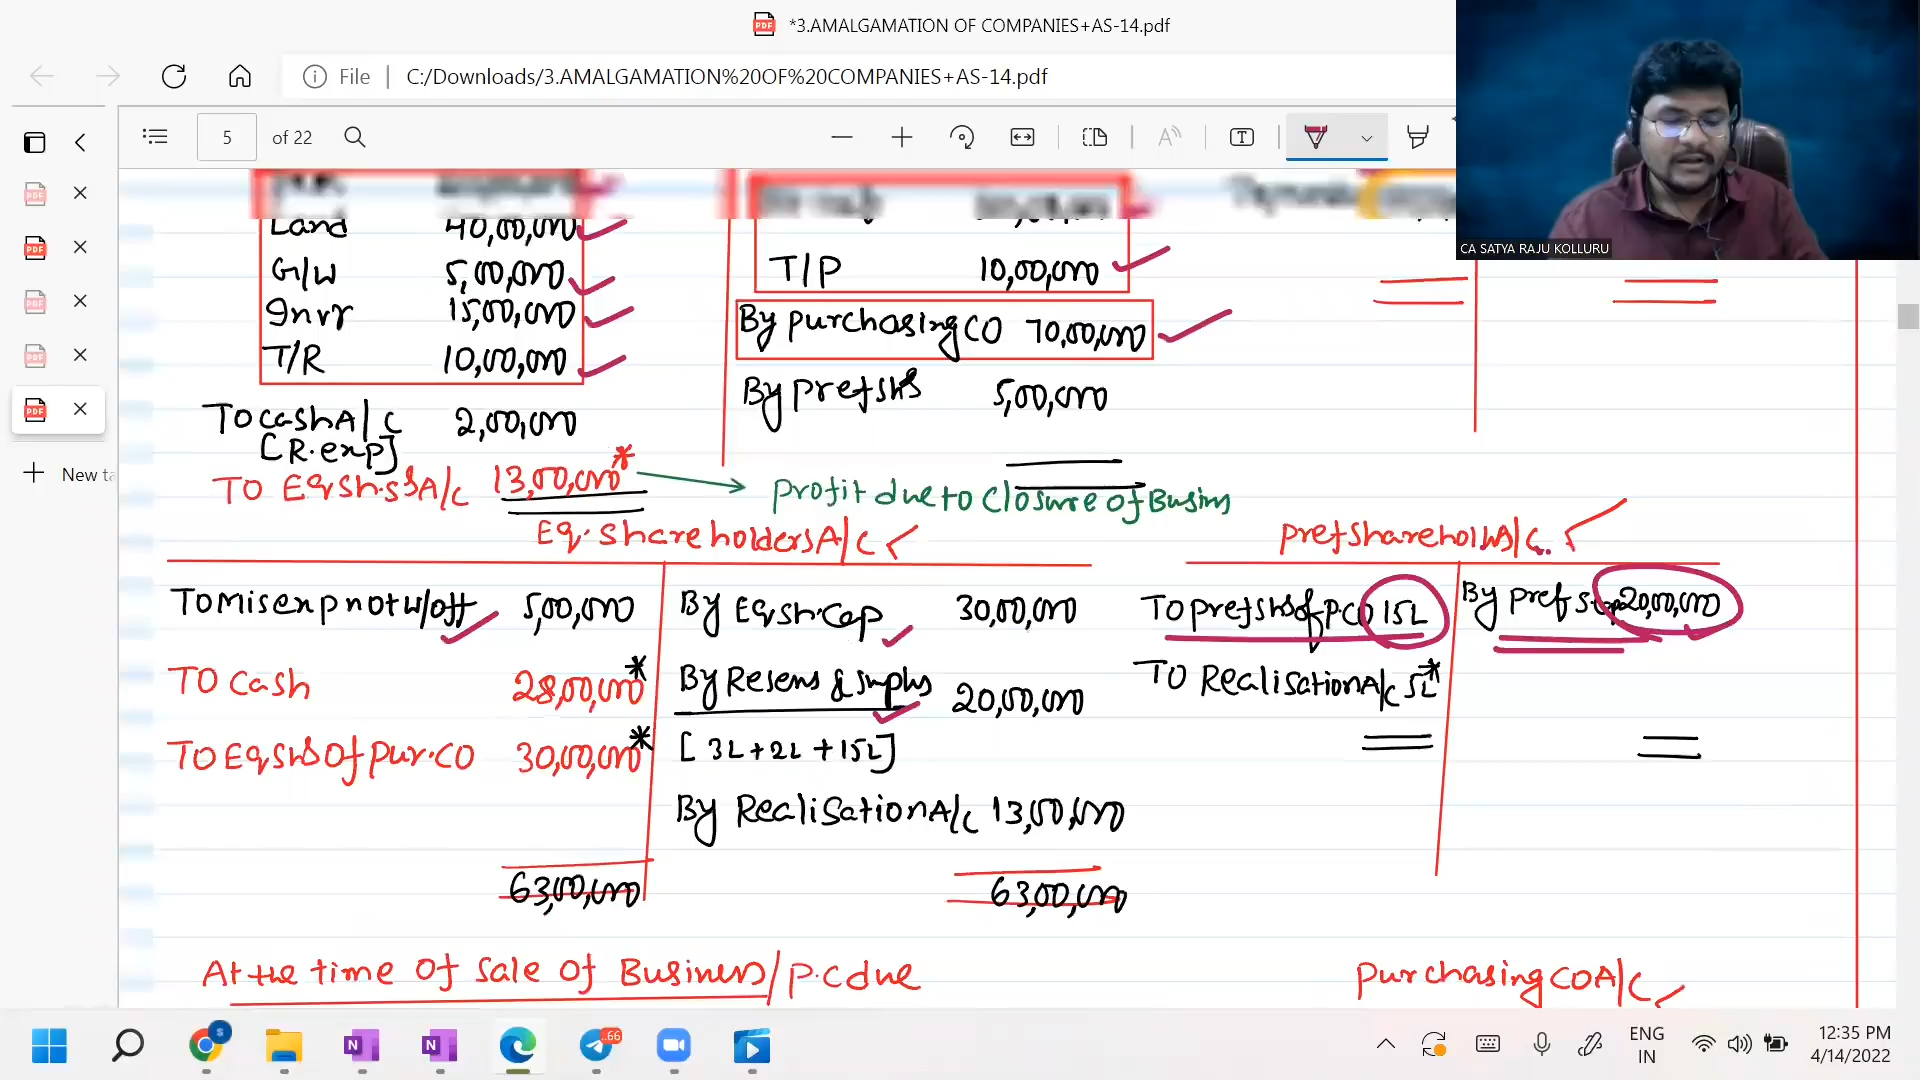 *3.AMALGAMATION OF COMPANIES+AS-14.pdf
File
C:/Downloads/3.AMALGAMATION%20OF%20COMPANIES+AS-14.pdf
5 of 22
CA SATYA RAJU KOLLURU
New ta
Land 40,00,000
G/W 5,00,000
Invr 15,00,000
T/R 10,00,000
To cash A/c 2,00,000
[R.exp]
To Eq.sh.s A/c 13,00,000*
T/P 10,00,000
By purchasing CO 70,00,000
By pref shs 5,00,000
profit due to closure of Busins
Eq.shareholders A/c
To Mis exp not w/off 5,00,000
To cash 28,00,000*
To Eq shs of pur.co 30,00,000*
63,00,000
By Eq.sh.cap 30,00,000
By Reserves & surplus 20,00,000
[3L+2L+15L]
By Realisation A/c 13,00,000
63,00,000
pref shareholders A/c.
To pref shs of P.CO 15L
To Realisation A/c 5L*
By pref s.cap 20,00,000
At the time of sale of Business/p.c due
purchasing CO A/c
..66
ENG
IN
12:35 PM
4/14/2022